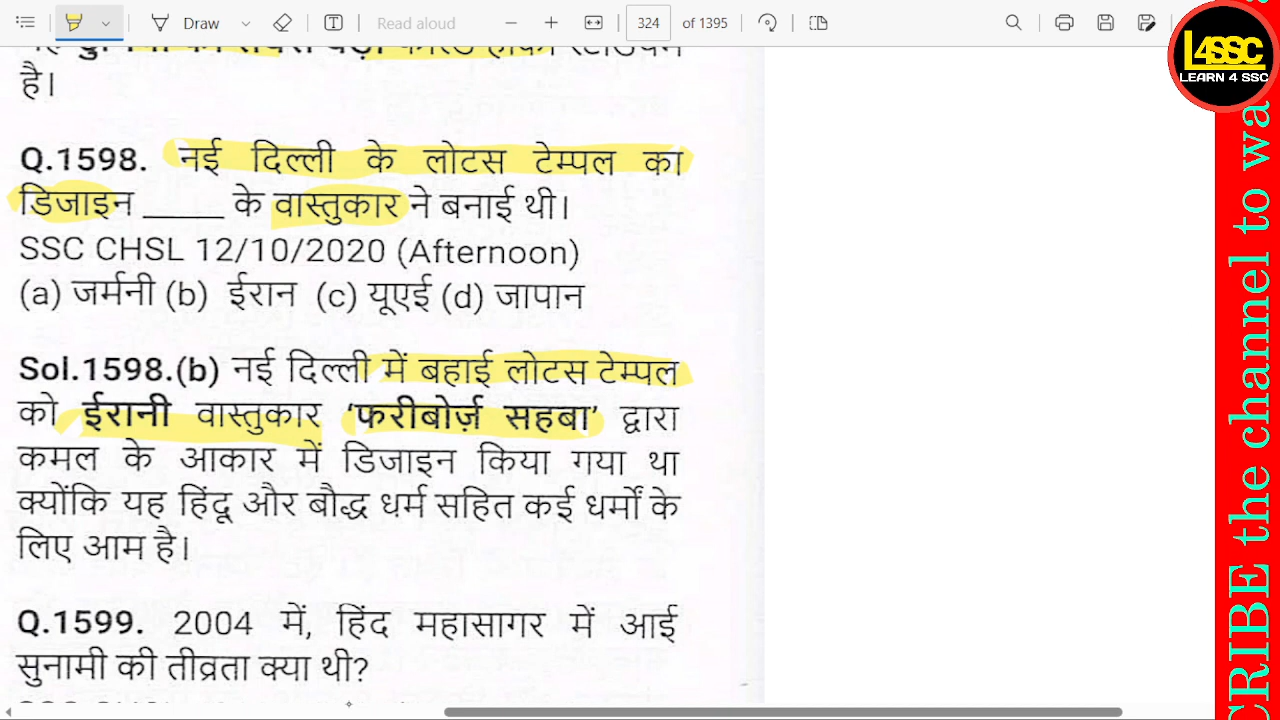 Draw
Read aloud
324 of 1395
L4SSC
LEARN 4 SSC
है।
Q.1598. नई दिल्ली के लोटस टेम्पल का
डिजाइन _____ के वास्तुकार ने बनाई थी।
SSC CHSL 12/10/2020 (Afternoon)
(a) जर्मनी (b) ईरान (c) यूएई (d) जापान
Sol.1598.(b) नई दिल्ली में बहाई लोटस टेम्पल
को ईरानी वास्तुकार 'फरीबोर्ज़ सहबा' द्वारा
कमल के आकार में डिजाइन किया गया था
क्योंकि यह हिंदू और बौद्ध धर्म सहित कई धर्मों के
लिए आम है।
Q.1599. 2004 में, हिंद महासागर में आई
सुनामी की तीव्रता क्या थी?
CRIBE the channel to wa